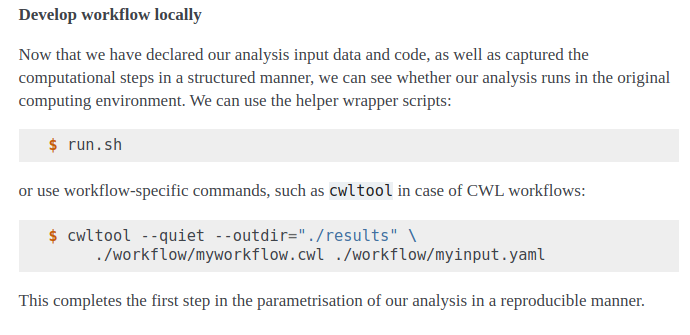 Develop workflow locally
Now that we have declared our analysis input data and code, as well as captured the
computational steps in a structured manner, we can see whether our analysis runs in the original
computing environment. We can use the helper wrapper scripts:
$ run.sh
or use workflow-specific commands, such as cwltool in case of CWL workflows:
$ cwltool --quiet --outdir="./results" \
./workflow/myworkflow.cwl ./workflow/myinput.yaml
This completes the first step in the parametrisation of our analysis in a reproducible manner.